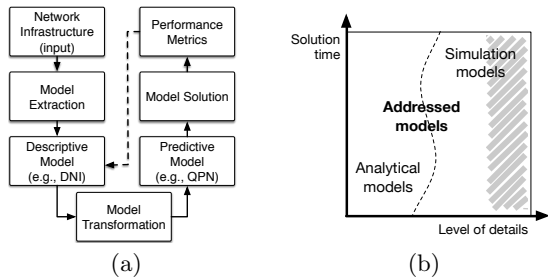 Network
Infrastructure
(input)
Model
Extraction
Descriptive
Model
(e.g., DNI)
Model
Transformation
Predictive
Model
(e.g., QPN)
Model Solution
Performance
Metrics
(a)
Solution
time
Simulation
models
Addressed
models
Analytical
models
Level of details
(b)